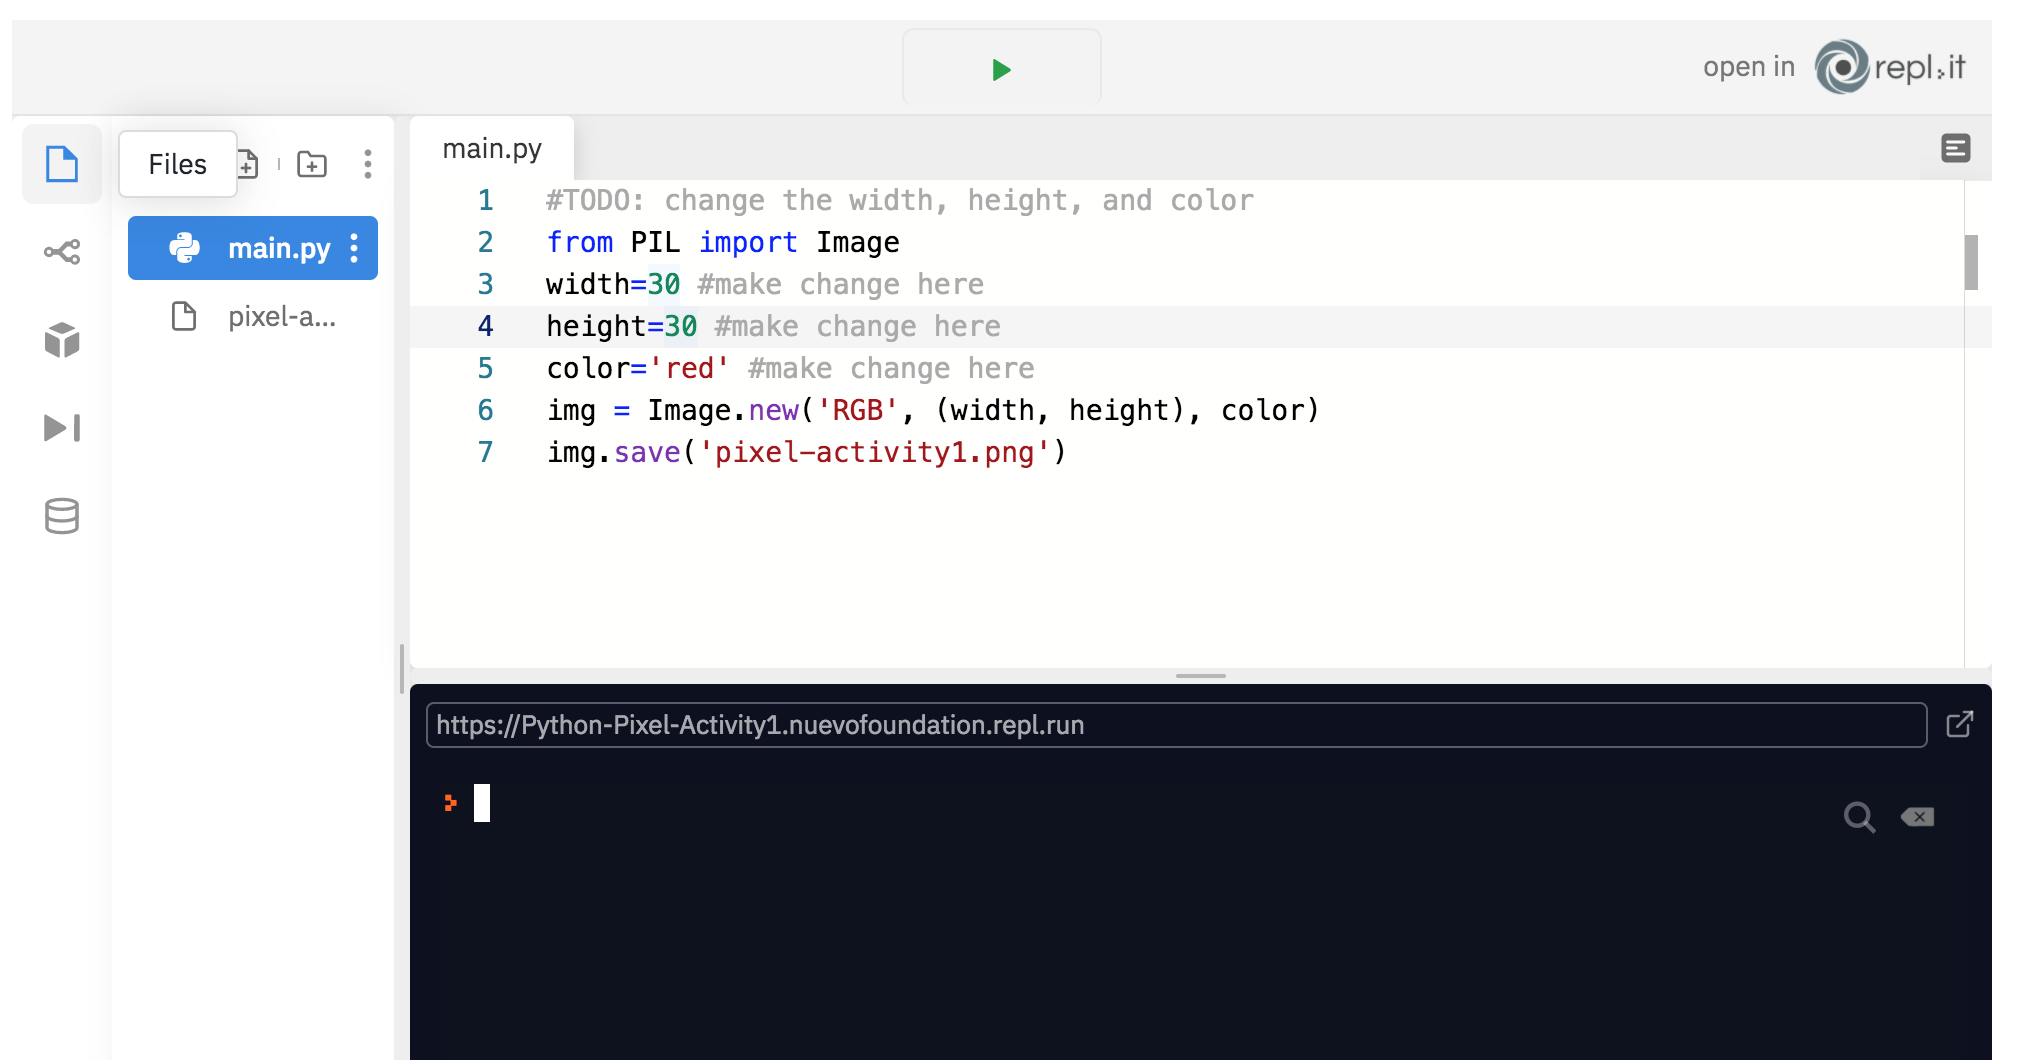 open in repl.it
Files
main.py
pixel-a...
main.py
1 #TODO: change the width, height, and color
2 from PIL import Image
3 width=30 #make change here
4 height=30 #make change here
5 color='red' #make change here
6 img = Image.new('RGB', (width, height), color)
7 img.save('pixel-activity1.png')
https://Python-Pixel-Activity1.nuevofoundation.repl.run